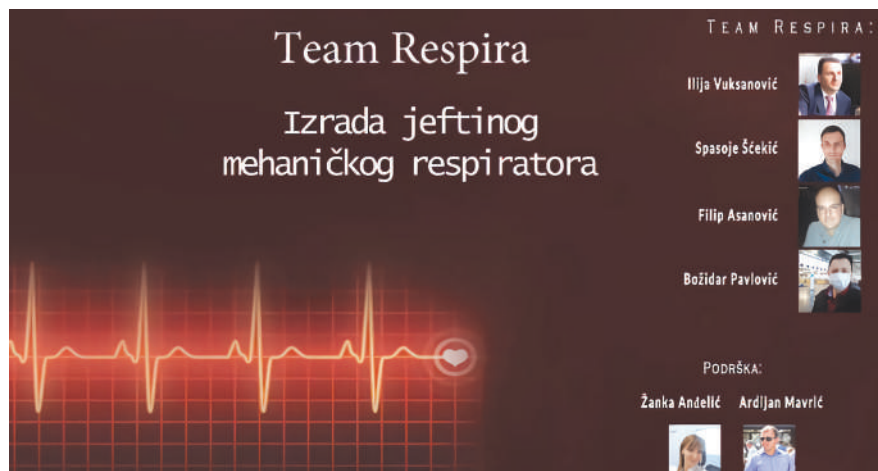 Team Respira
Izrada jeftinog
mehaničkog respiratora
TEAM RESPIRA:
Ilija Vuksanović
Spasoje Šćekić
Filip Asanović
Božidar Pavlović
PODRŠKA:
Žanka Anđelić Ardijan Mavrić